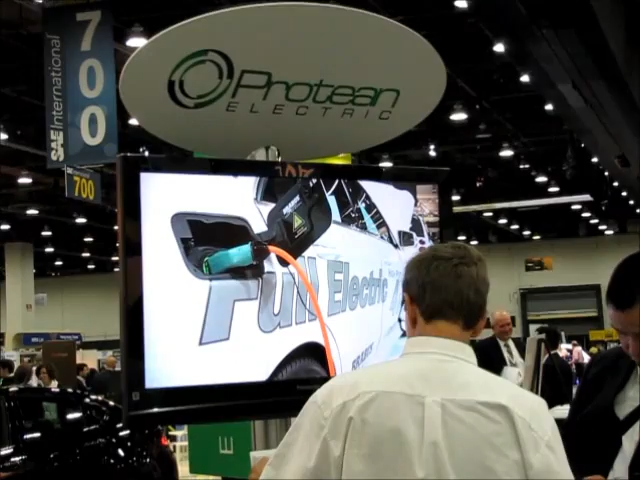 700
SAE International
Protean
ELECTRIC
700
Full Electric
E